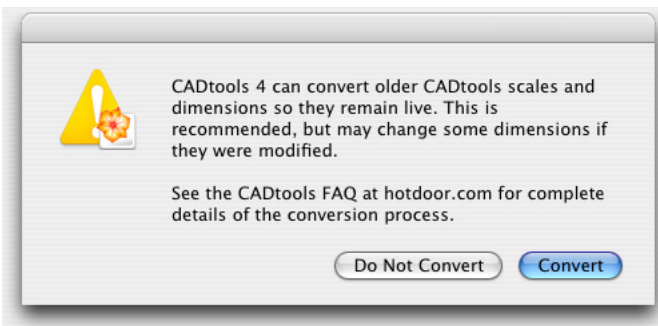 CADtools 4 can convert older CADtools scales and
dimensions so they remain live. This is
recommended, but may change some dimensions if
they were modified.
See the CADtools FAQ at hotdoor.com for complete
details of the conversion process.
Do Not Convert
Convert